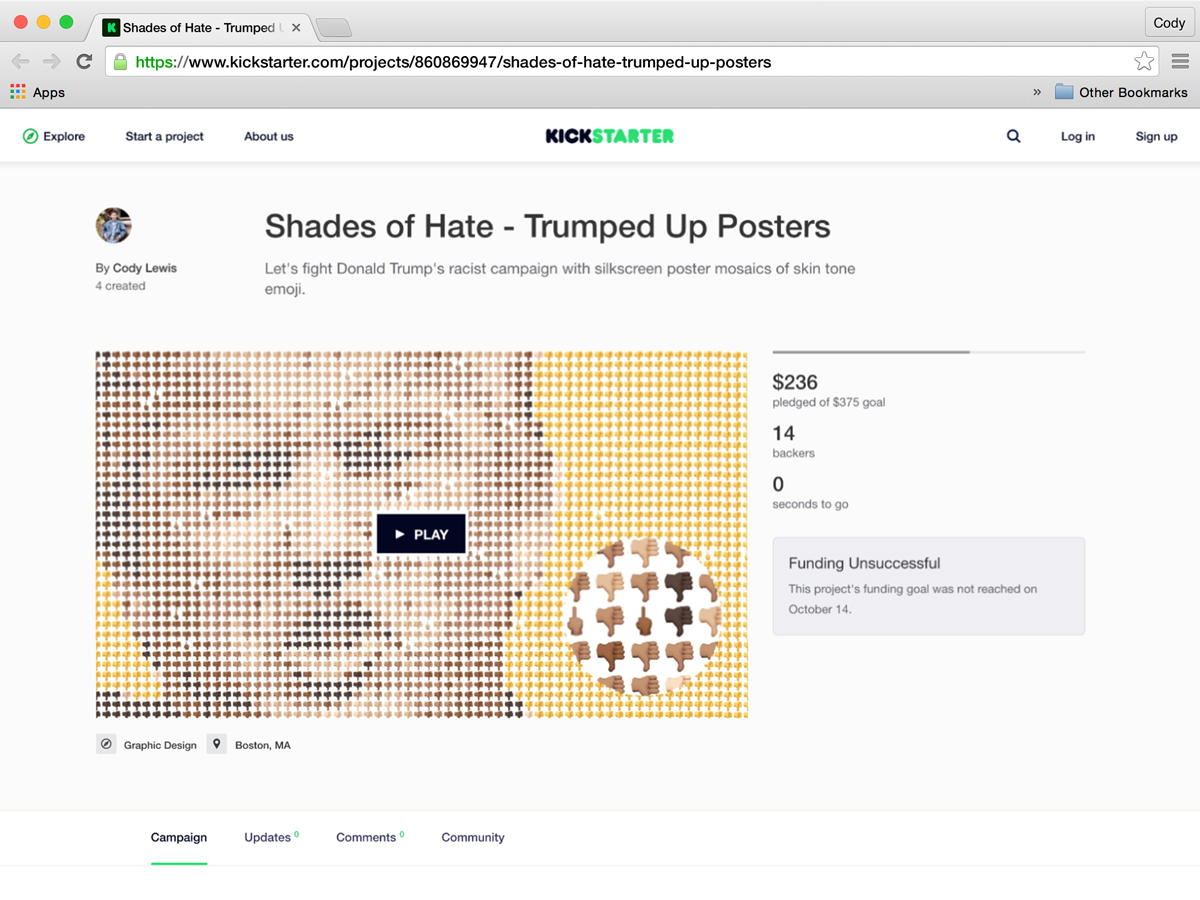 Shades of Hate - Trumped U
Cody
https://www.kickstarter.com/projects/860869947/shades-of-hate-trumped-up-posters
Apps
» Other Bookmarks
Explore Start a project About us KICKSTARTER Log in Sign up
Shades of Hate - Trumped Up Posters
By Cody Lewis
4 created
Let's fight Donald Trump's racist campaign with silkscreen poster mosaics of skin tone
emoji.
PLAY
$236
pledged of $375 goal
14
backers
0
seconds to go
Funding Unsuccessful
This project's funding goal was not reached on
October 14.
Graphic Design Boston, MA
Campaign Updates 0 Comments 0 Community